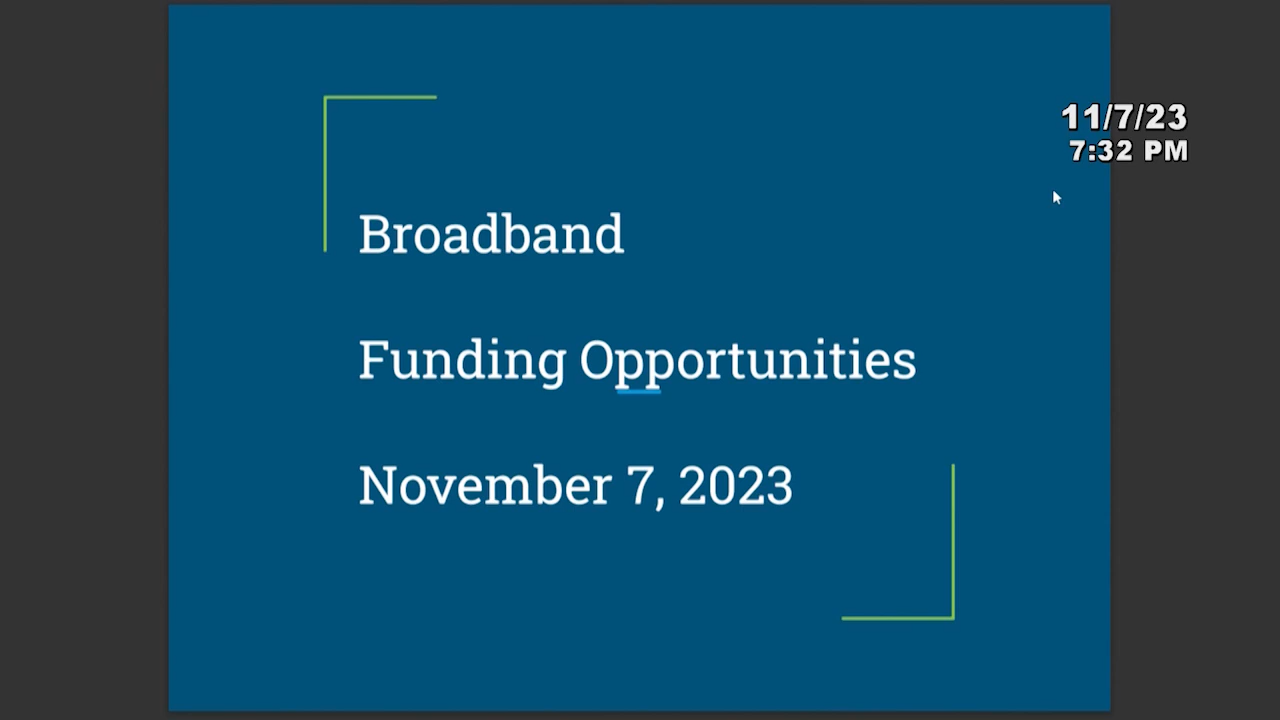 11/7/23
7:32 PM
Broadband
Funding Opportunities
November 7, 2023